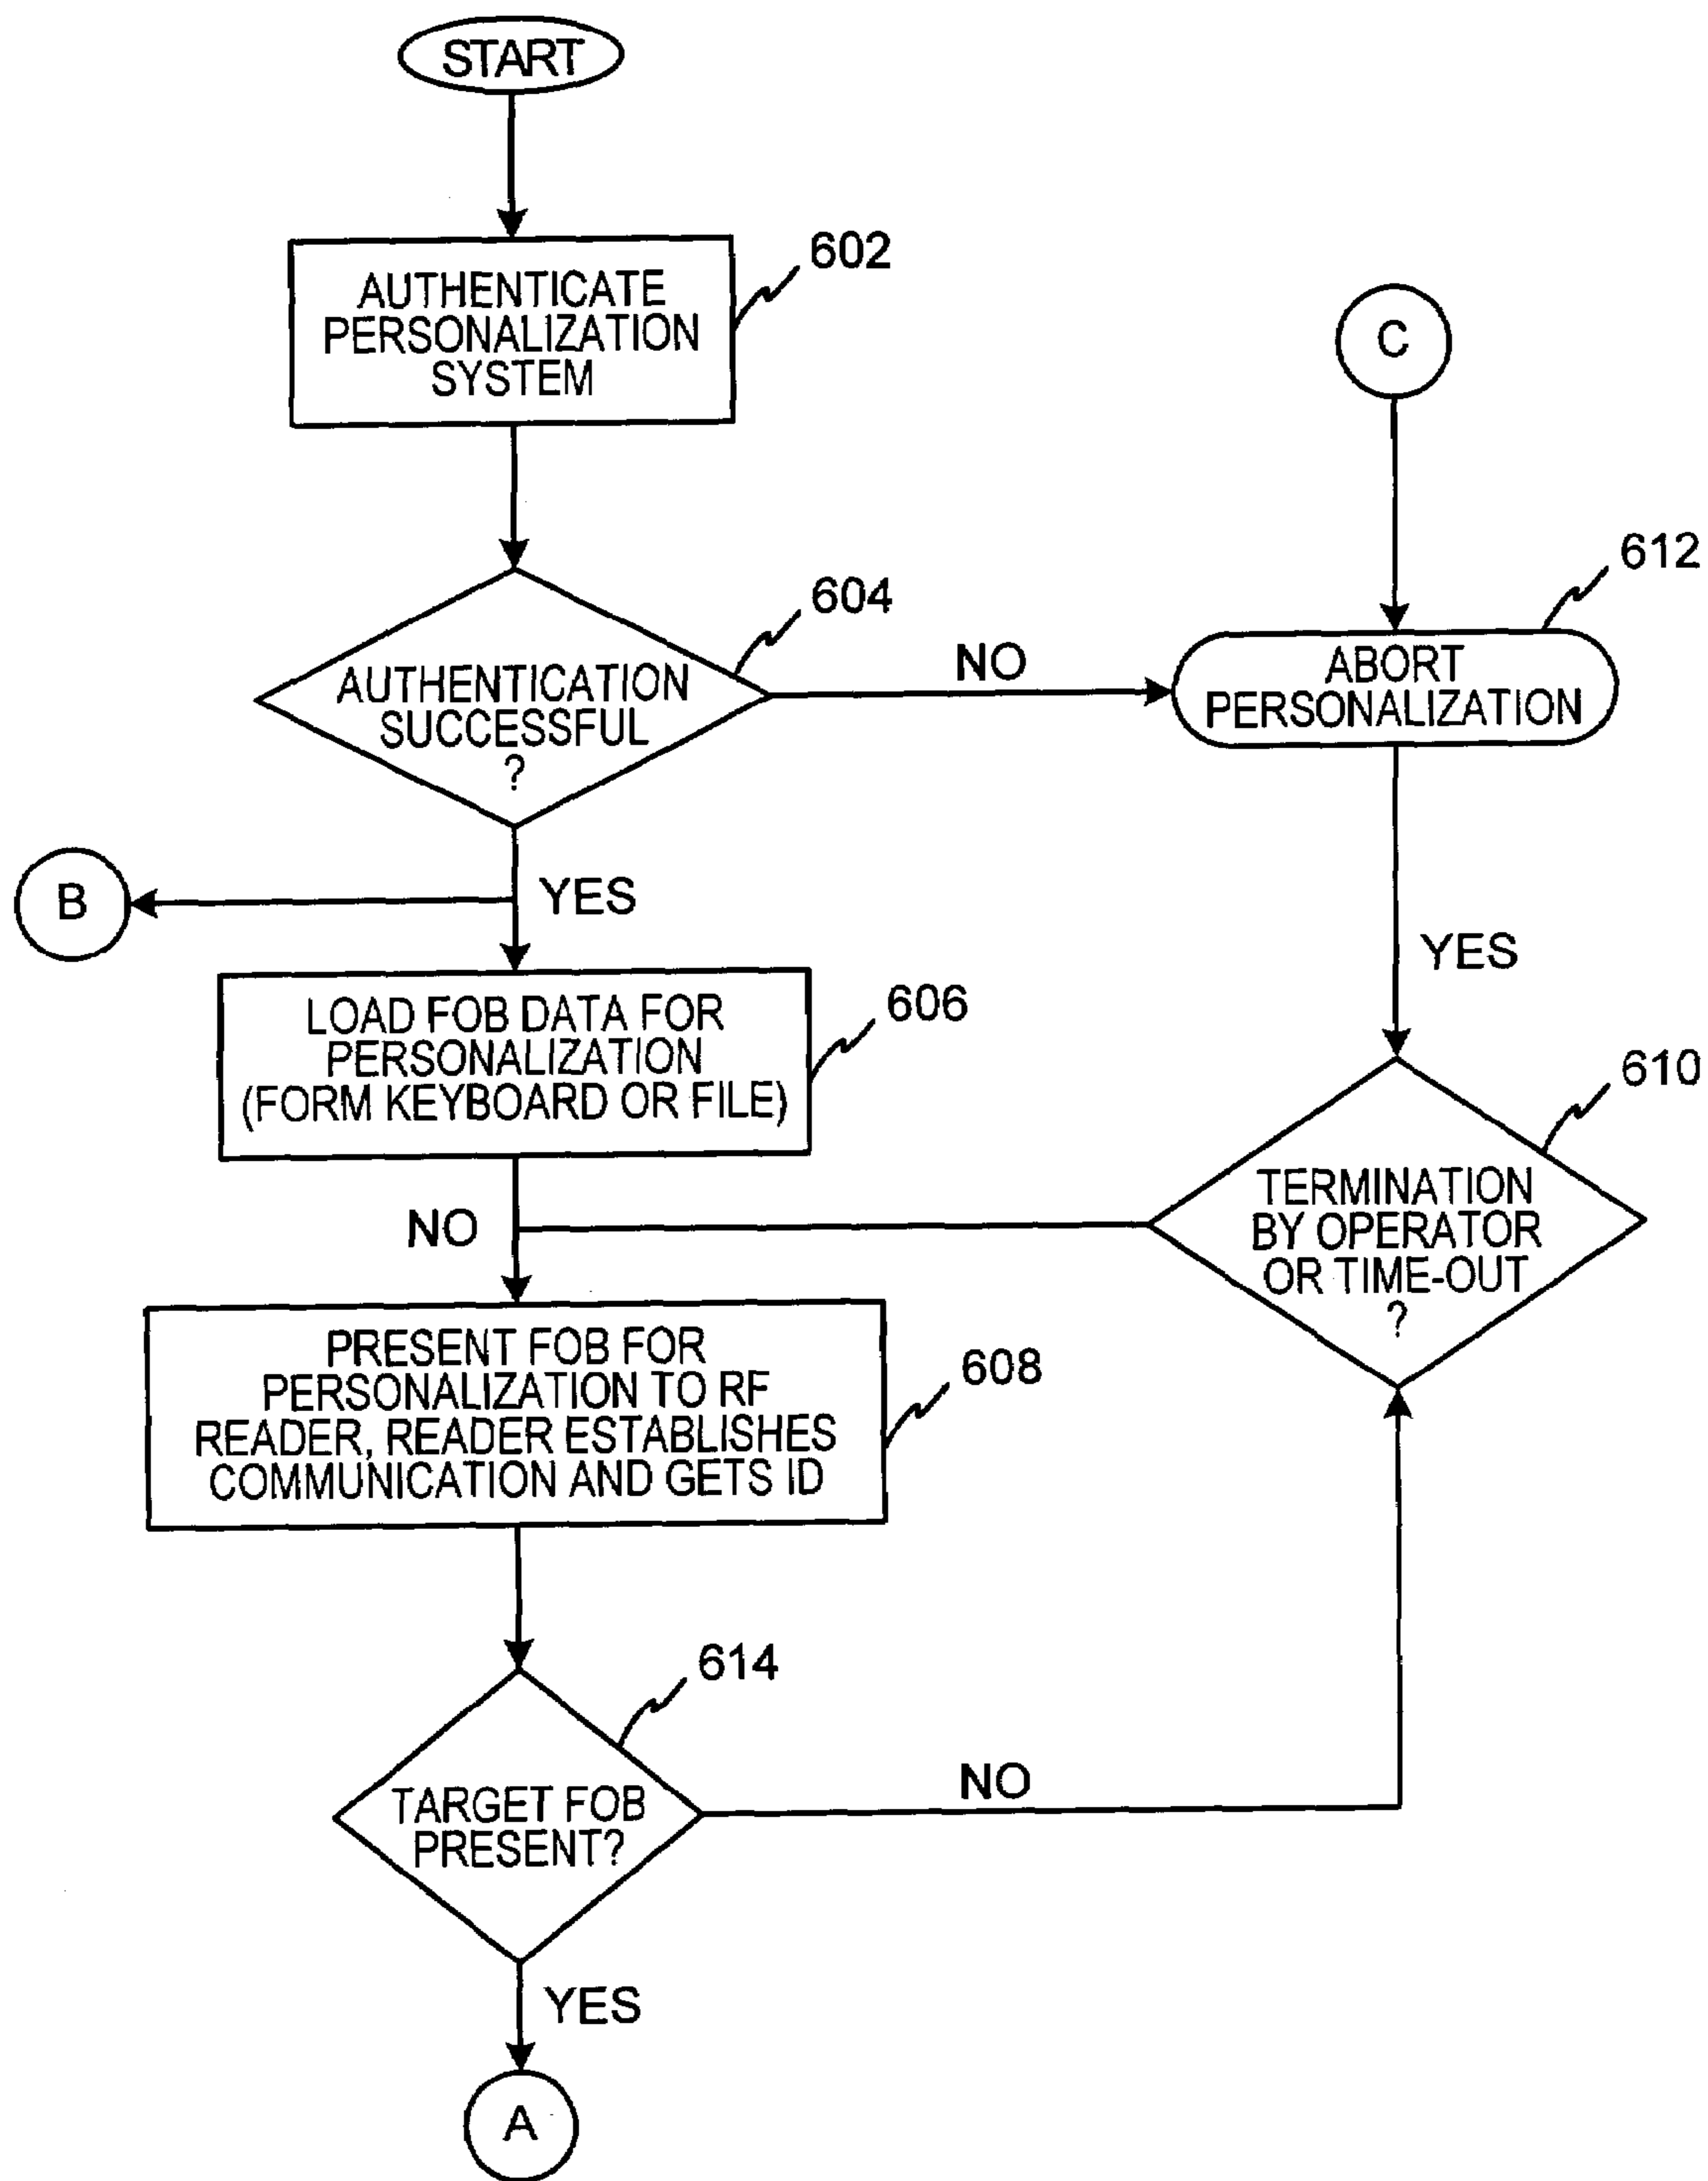 START
602
AUTHENTICATE
PERSONALIZATION
SYSTEM
C
604
612
AUTHENTICATION
SUCCESSFUL
?
NO
ABORT
PERSONALIZATION
B
YES
YES
LOAD FOB DATA FOR
PERSONALIZATION
(FORM KEYBOARD OR FILE)
606
610
TERMINATION
BY OPERATOR
OR TIME-OUT
?
NO
PRESENT FOB FOR
PERSONALIZATION TO RF
READER, READER ESTABLISHES
COMMUNICATION AND GETS ID
608
614
TARGET FOB
PRESENT?
NO
YES
A